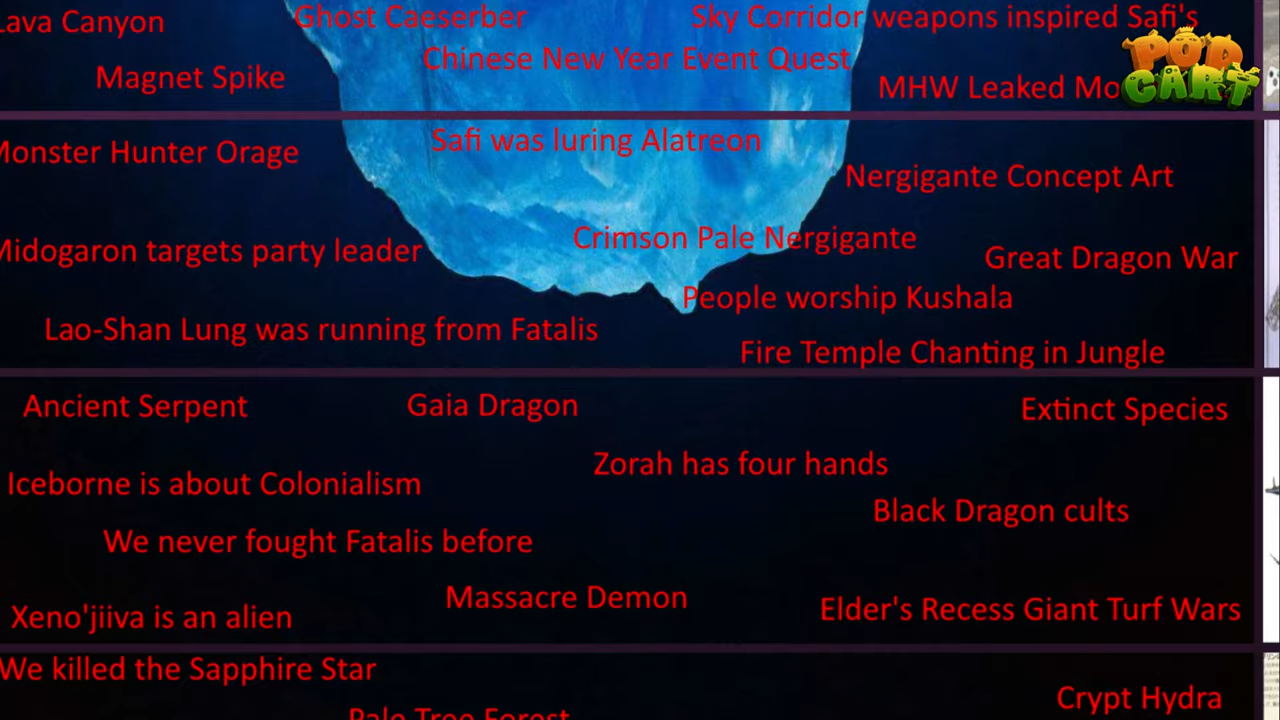 Lava Canyon
Ghost Caeserber
Sky Corridor weapons inspired Safi's
Chinese New Year Event Quest
Magnet Spike
MHW Leaked
POD
CART
Monster Hunter Orage
Safi was luring Alatreon
Nergigante Concept Art
Midogaron targets party leader
Crimson Pale Nergigante
Great Dragon War
People worship Kushala
Lao-Shan Lung was running from Fatalis
Fire Temple Chanting in Jungle
Ancient Serpent
Gaia Dragon
Extinct Species
Zorah has four hands
Iceborne is about Colonialism
Black Dragon cults
We never fought Fatalis before
Massacre Demon
Elder's Recess Giant Turf Wars
Xeno'jiiva is an alien
We killed the Sapphire Star
Crypt Hydra
Pale Tree Forest